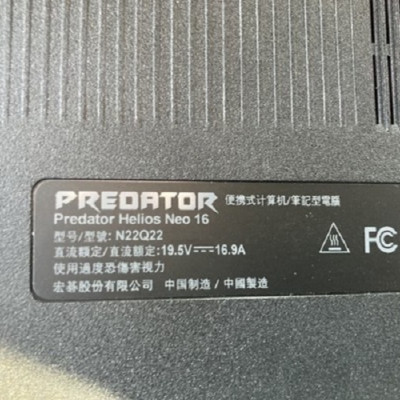 PREDATOR 便携式计算机/筆記型電腦
Predator Helios Neo 16
型号/型號: N22Q22
直流额定/直流額定:19.5V⎓16.9A
使用過度恐傷害視力
宏碁股份有限公司 中国制造 / 中國製造
FC